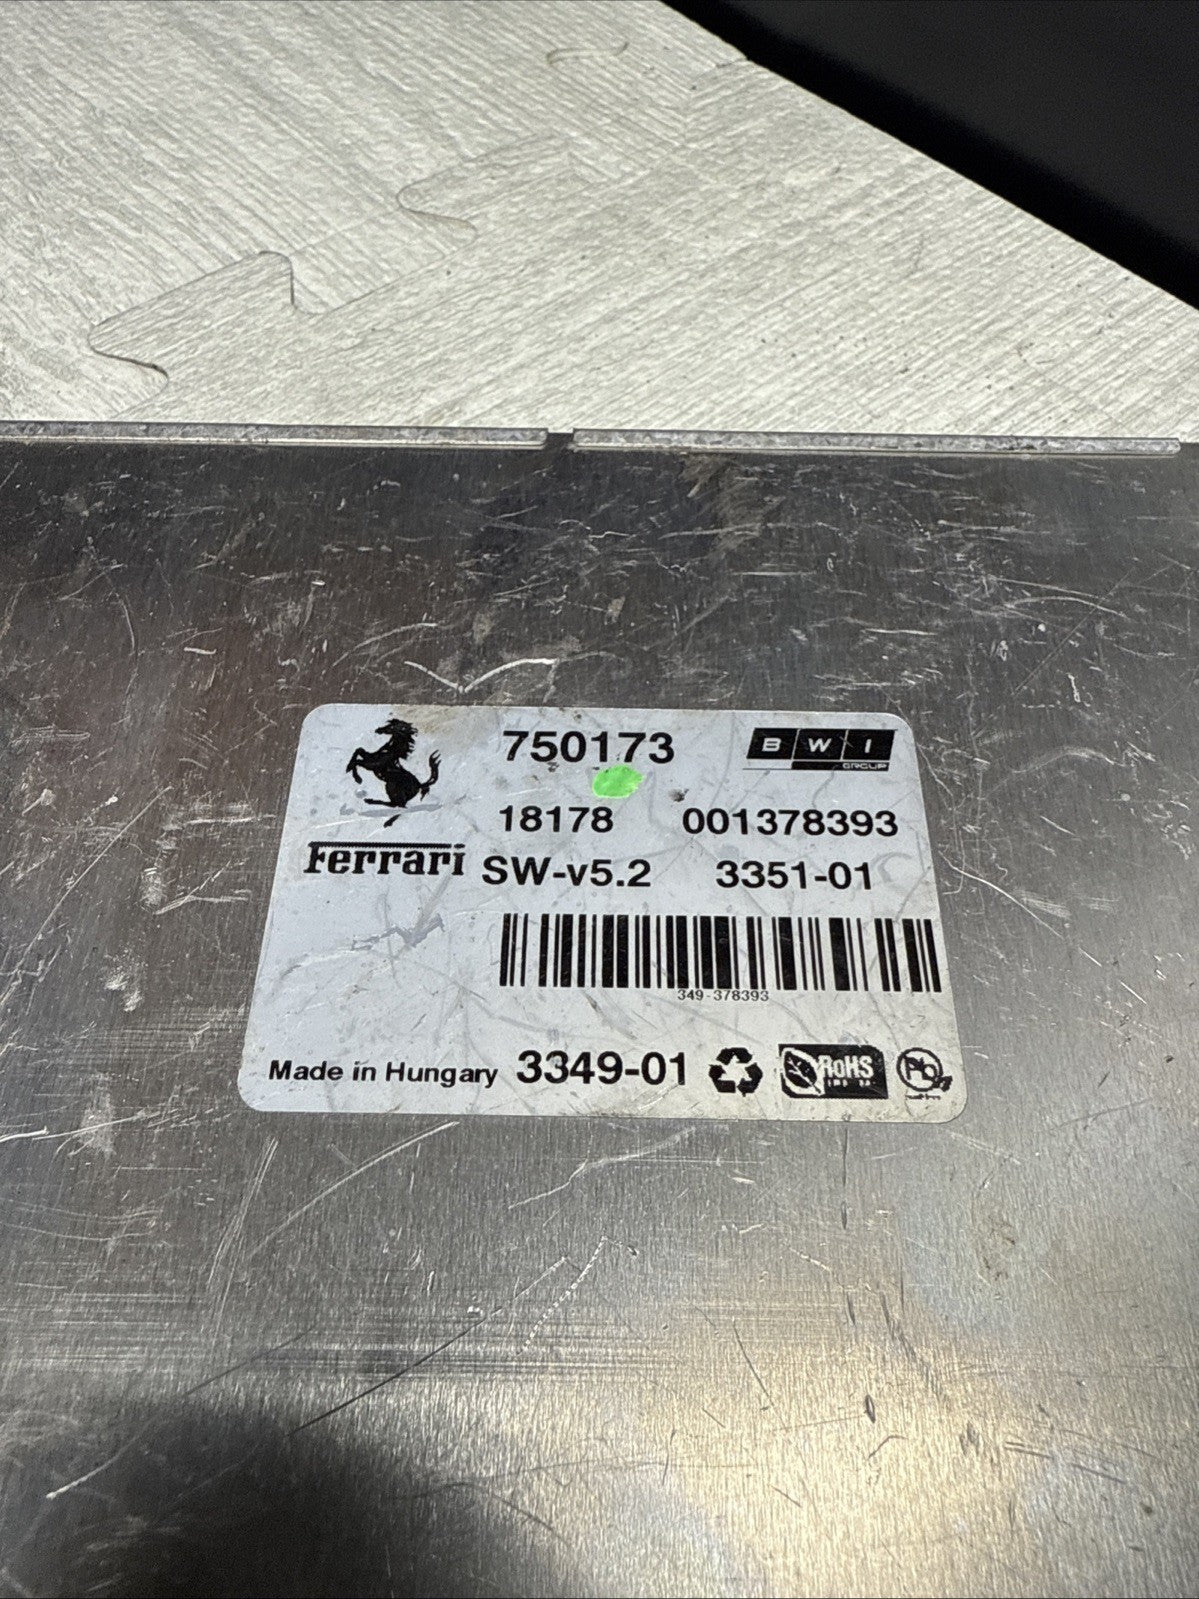 750173
BWI
GROUP
18178 001378393
Ferrari
SW-v5.2 3351-01
349-378393
Made in Hungary 3349-01
RoHS
Pb